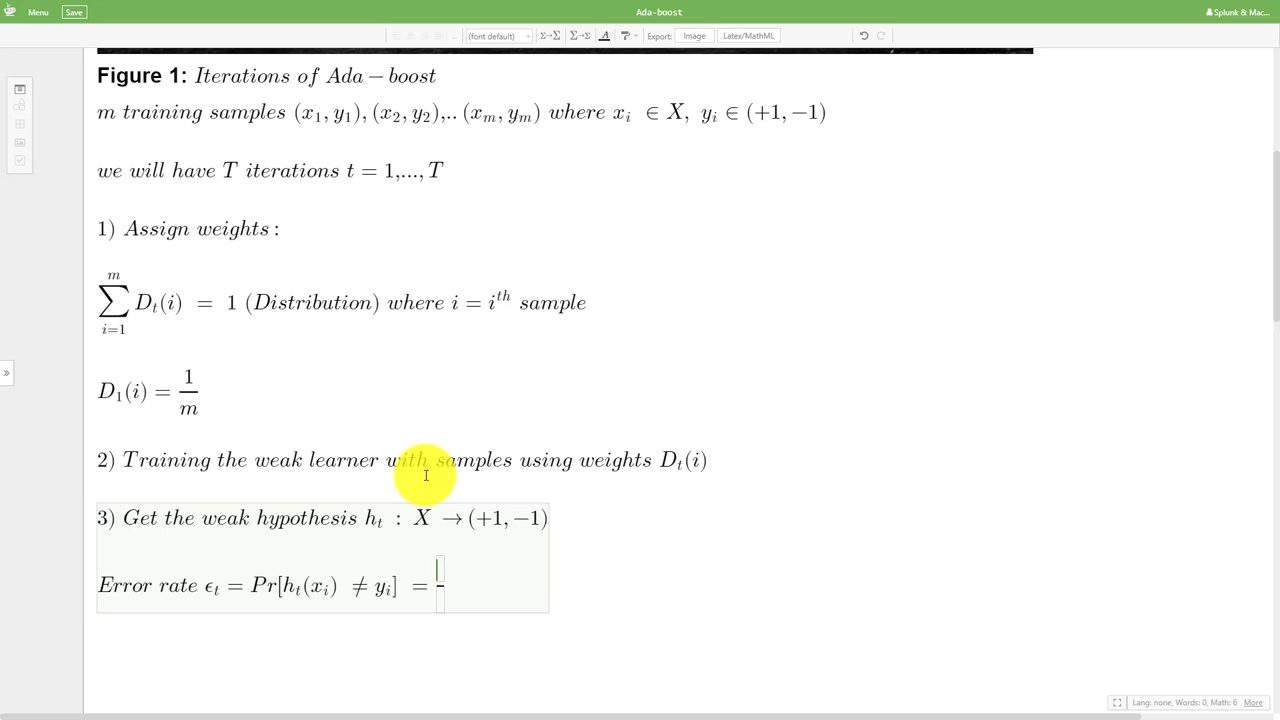 Menu Save Ada-boost Splunk & Mac...
(font default) Σ→Σ Σ→Σ A Export: Image Latex/MathML
Figure 1: Iterations of Ada − boost
m training samples (x₁, y₁), (x₂, y₂),.. (xₘ, yₘ) where xᵢ ∈ X, yᵢ ∈ (+1, −1)
we will have T iterations t = 1,..., T
1) Assign weights :
m
∑ Dₜ(i) = 1 (Distribution) where i = iᵗʰ sample
i=1
1
D₁(i) = —
m
2) Training the weak learner with samples using weights Dₜ(i)
3) Get the weak hypothesis hₜ : X → (+1, −1)
Error rate ϵₜ = Pr[hₜ(xᵢ) ≠ yᵢ] =
Lang: none, Words: 0, Math: 6 More